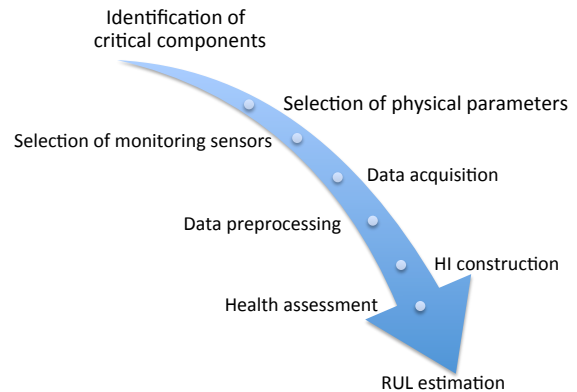 Identification of
critical components
Selection of physical parameters
Selection of monitoring sensors
Data acquisition
Data preprocessing
HI construction
Health assessment
RUL estimation